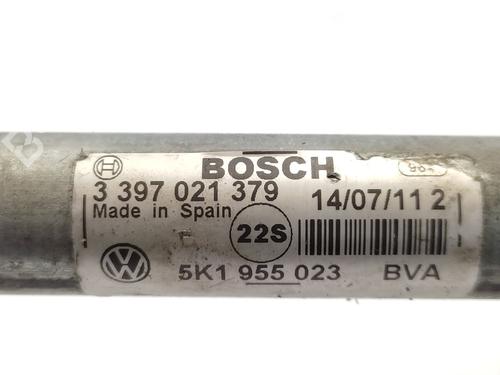 BOSCH
3 397 021 379
14/07/11 2
Made in Spain
22S
5K1 955 023 BVA